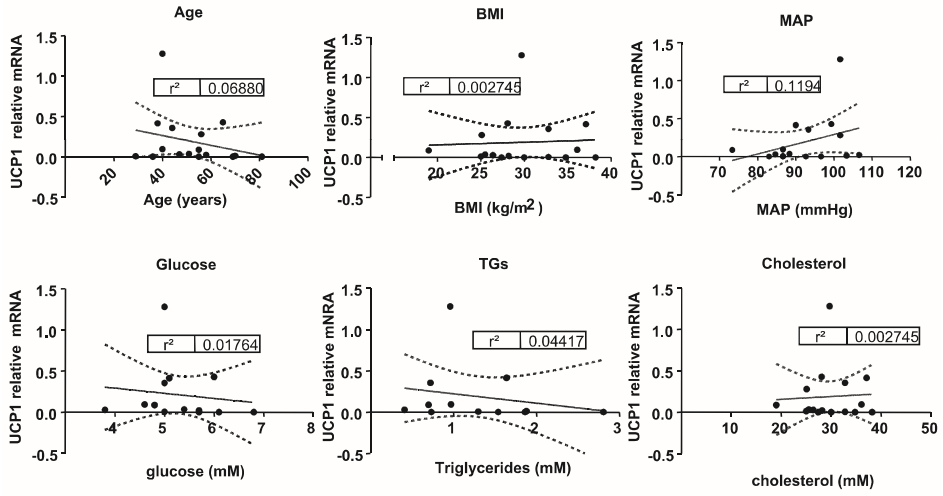 Age
UCP1 relative mRNA
1.5
1.0
0.5
0.0
-0.5
r² 0.06880
20 40 60 80 100
Age (years)
BMI
UCP1 relative mRNA
1.5
1.0
0.5
0.0
-0.5
r² 0.002745
20 25 30 35 40
BMI (kg/m²)
MAP
UCP1 relative mRNA
1.5
1.0
0.5
0.0
-0.5
r² 0.1194
70 80 90 100 110 120
MAP (mmHg)
Glucose
UCP1 relative mRNA
1.5
1.0
0.5
0.0
-0.5
r² 0.01764
4 5 6 7 8
glucose (mM)
TGs
UCP1 relative mNRA
1.5
1.0
0.5
0.0
-0.5
r² 0.04417
1 2 3
Triglycerides (mM)
Cholesterol
UCP1 relative mRNA
1.5
1.0
0.5
0.0
-0.5
r² 0.002745
10 20 30 40 50
cholesterol (mM)